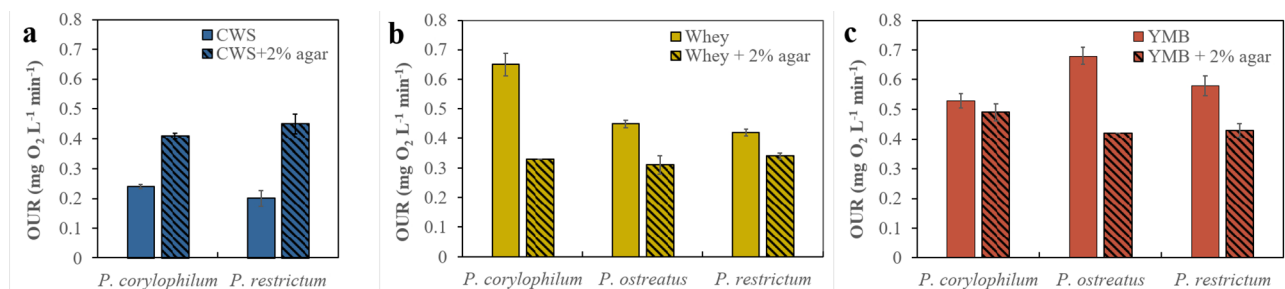 a
OUR (mg O₂ L⁻¹ min⁻¹)
0.8
0.7
0.6
0.5
0.4
0.3
0.2
0.1
0
CWS
CWS+2% agar
P. corylophilum P. restrictum
b
OUR (mg O₂ L⁻¹ min⁻¹)
0.8
0.7
0.6
0.5
0.4
0.3
0.2
0.1
0
Whey
Whey + 2% agar
P. corylophilum P. ostreatus P. restrictum
c
OUR (mg O₂ L⁻¹ min⁻¹)
0.8
0.7
0.6
0.5
0.4
0.3
0.2
0.1
0
YMB
YMB + 2% agar
P. corylophilum P. ostreatus P. restrictum